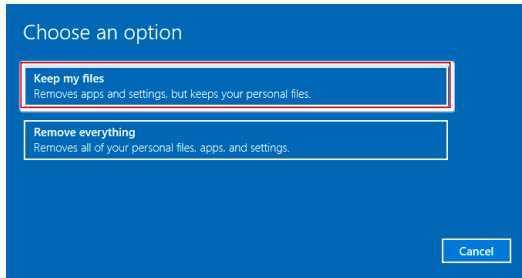 Choose an option
Keep my files
Removes apps and settings, but keeps your personal files.
Remove everything
Removes all of your personal files, apps, and settings.
Cancel